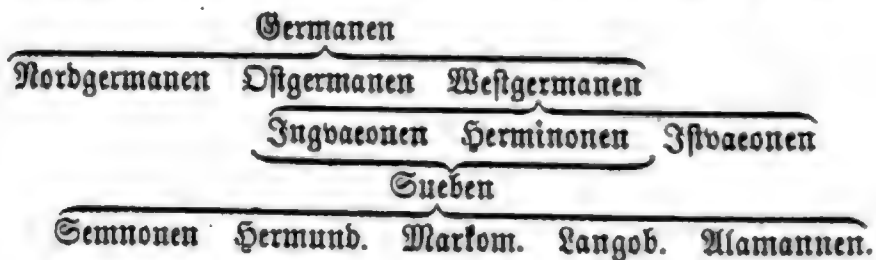 Germanen
Nordgermanen Ostgermanen Westgermanen
Ingvaeonen Herminonen Istvaeonen
Sueben
Semnonen Hermund. Markom. Langob. Alamannen.